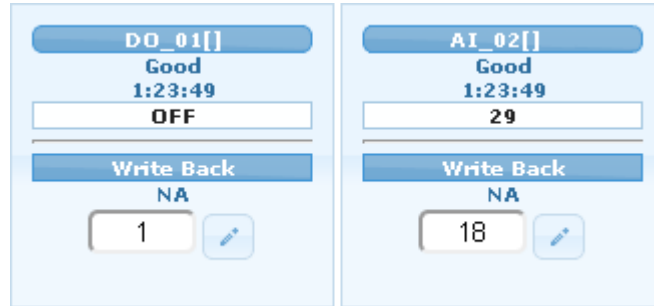 DO_01[]
Good
1:23:49
OFF
Write Back
NA
1
AI_02[]
Good
1:23:49
29
Write Back
NA
18